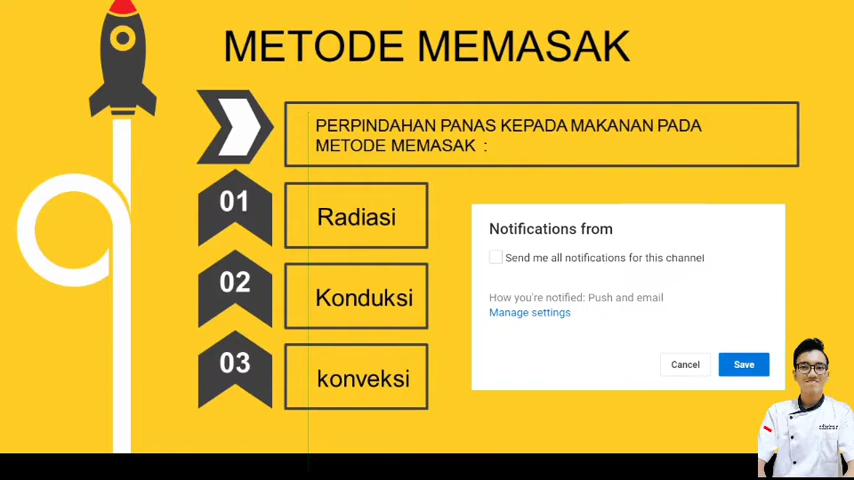 METODE MEMASAK
PERPINDAHAN PANAS KEPADA MAKANAN PADA
METODE MEMASAK :
01
Radiasi
02
Konduksi
03
konveksi
Notifications from
Send me all notifications for this channel
How you're notified: Push and email
Manage settings
Cancel
Save